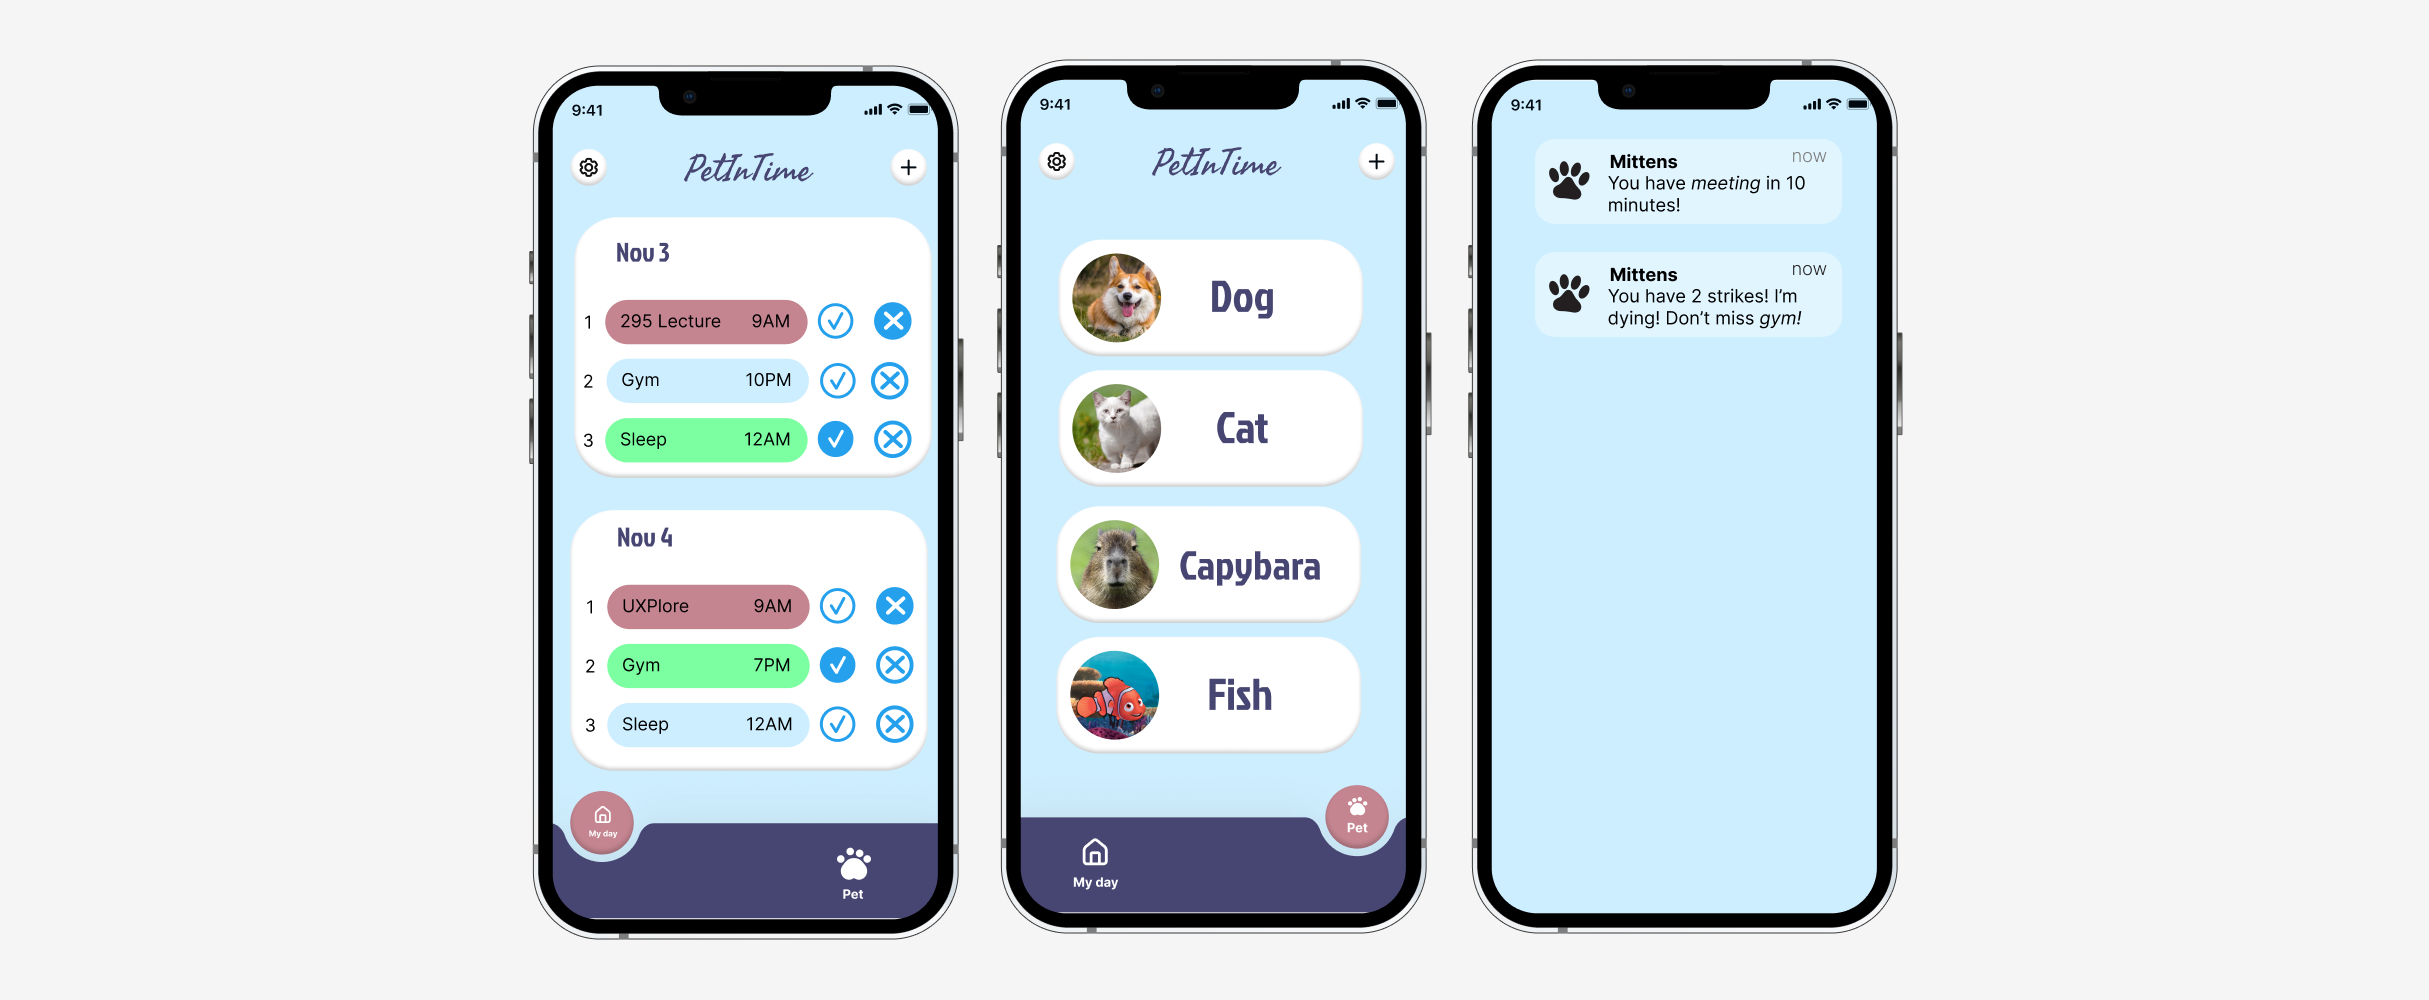 9:41
PetInTime
Nov 3
1 295 Lecture 9AM
2 Gym 10PM
3 Sleep 12AM
Nov 4
1 UXPlore 9AM
2 Gym 7PM
3 Sleep 12AM
My day
Pet
9:41
PetInTime
Dog
Cat
Capybara
Fish
My day
Pet
9:41
Mittens now
You have meeting in 10
minutes!
Mittens now
You have 2 strikes! I'm
dying! Don't miss gym!